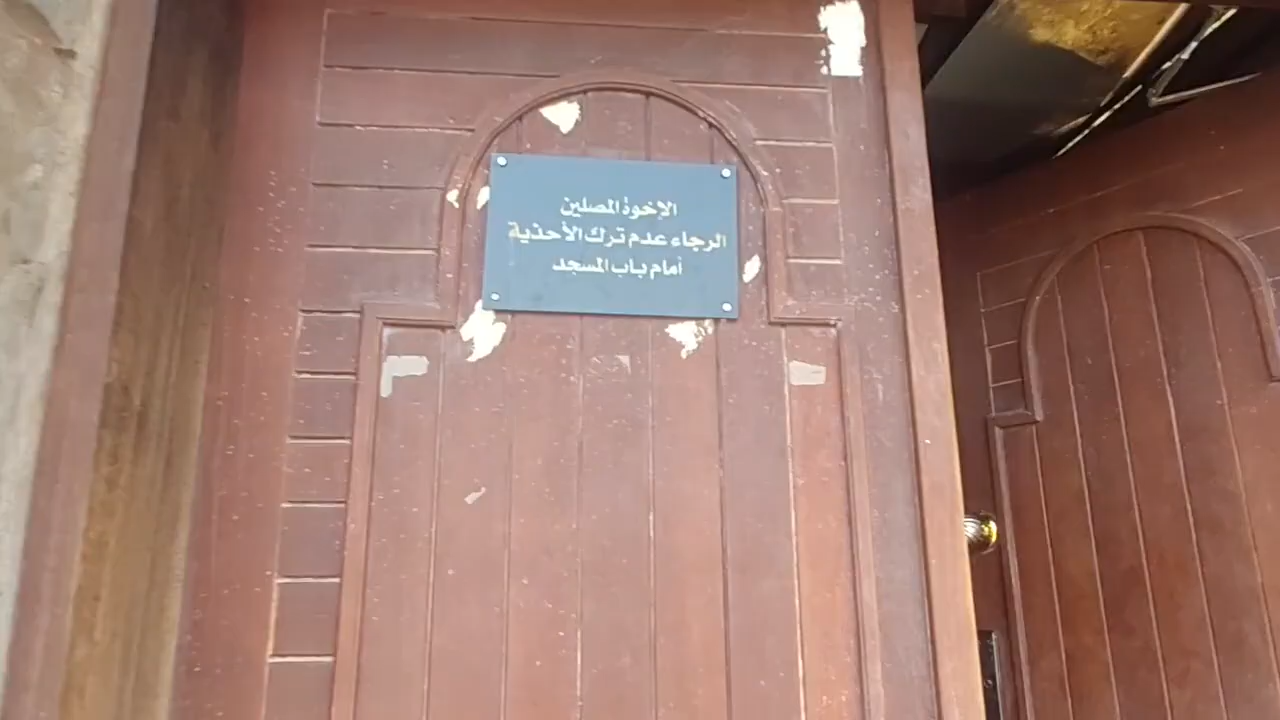 الإخوة المصلين
الرجاء عدم ترك الأحذية
أمام باب المسجد